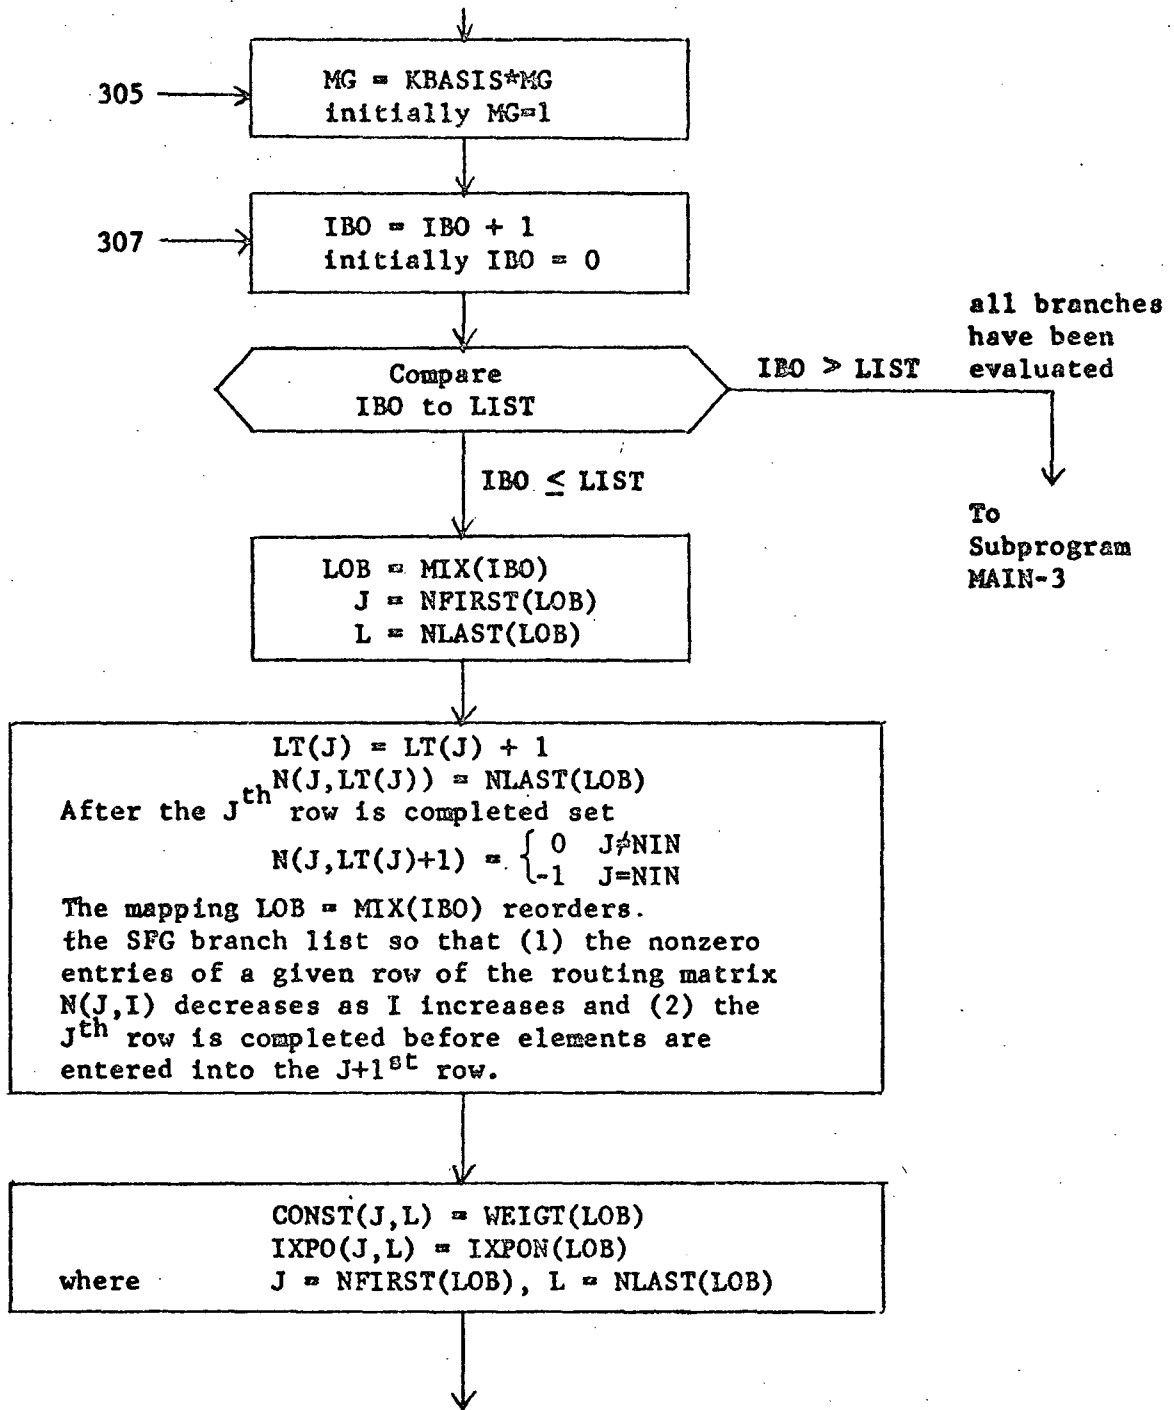 305
MG = KBASIS*MG
initially MG=1
307
IBO = IBO + 1
initially IBO = 0
Compare
IBO to LIST
IBO > LIST
all branches
have been
evaluated
IBO ≤ LIST
To
Subprogram
MAIN-3
LOB = MIX(IBO)
J = NFIRST(LOB)
L = NLAST(LOB)
LT(J) = LT(J) + 1
N(J,LT(J)) = NLAST(LOB)
After the Jth row is completed set
N(J,LT(J)+1) = { 0 J≠NIN
-1 J=NIN
The mapping LOB = MIX(IBO) reorders.
the SFG branch list so that (1) the nonzero
entries of a given row of the routing matrix
N(J,I) decreases as I increases and (2) the
Jth row is completed before elements are
entered into the J+1st row.
CONST(J,L) = WEIGT(LOB)
IXPO(J,L) = IXPON(LOB)
where J = NFIRST(LOB), L = NLAST(LOB)